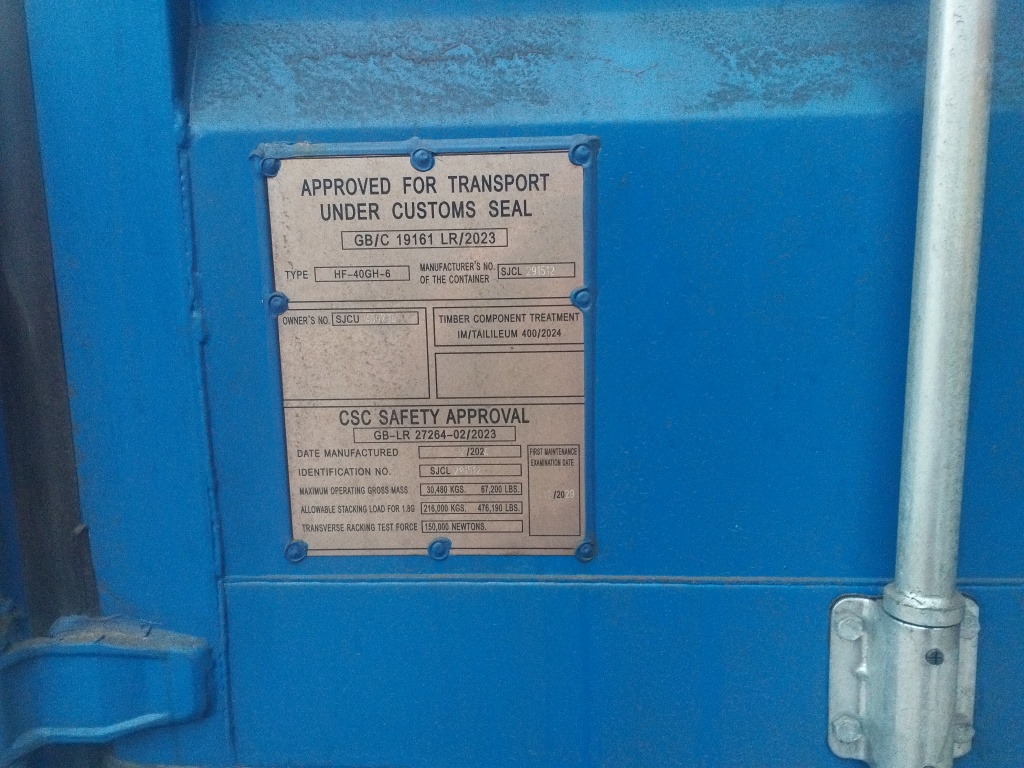 APPROVED FOR TRANSPORT
UNDER CUSTOMS SEAL
GB/C 19161 LR/2023
TYPE HF-40GH-6
MANUFACTURER'S NO. OF THE CONTAINER SJCL
OWNER'S NO. SJCU
TIMBER COMPONENT TREATMENT
IM/TAILILEUM 400/2024
CSC SAFETY APPROVAL
GB-LR 27264-02/2023
DATE MANUFACTURED
IDENTIFICATION NO. SJCL
MAXIMUM OPERATING GROSS MASS 30,480 KGS. 67,200 LBS.
ALLOWABLE STACKING LOAD FOR 1.8G 216,000 KGS. 476,190 LBS.
TRANSVERSE RACKING TEST FORCE 150,000 NEWTONS.
FIRST MAINTENANCE
EXAMINATION DATE